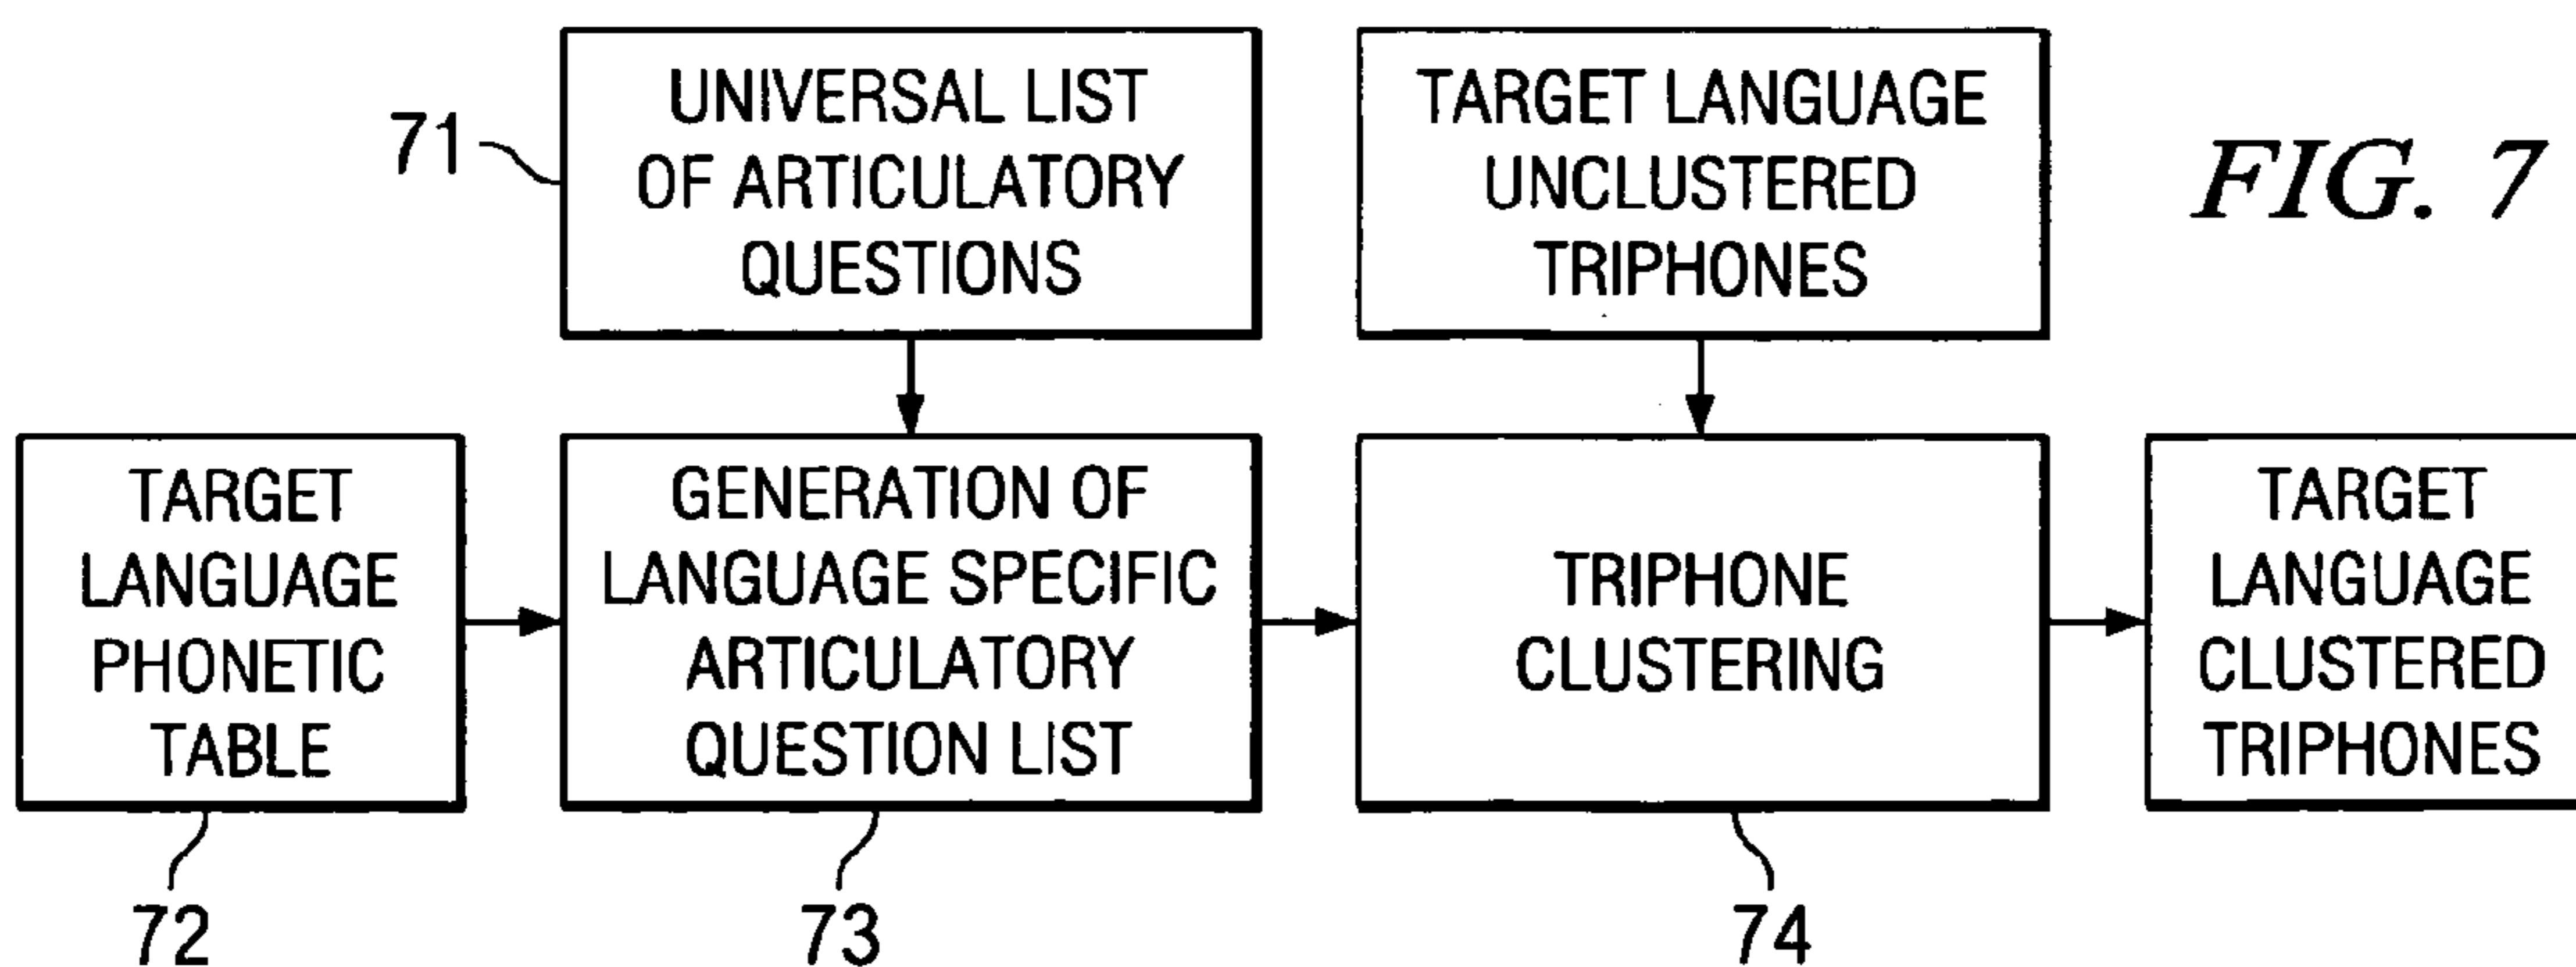 UNIVERSAL LIST
OF ARTICULATORY
QUESTIONS
71
TARGET LANGUAGE
UNCLUSTERED
TRIPHONES
FIG. 7
TARGET
LANGUAGE
PHONETIC
TABLE
72
GENERATION OF
LANGUAGE SPECIFIC
ARTICULATORY
QUESTION LIST
73
TRIPHONE
CLUSTERING
74
TARGET
LANGUAGE
CLUSTERED
TRIPHONES